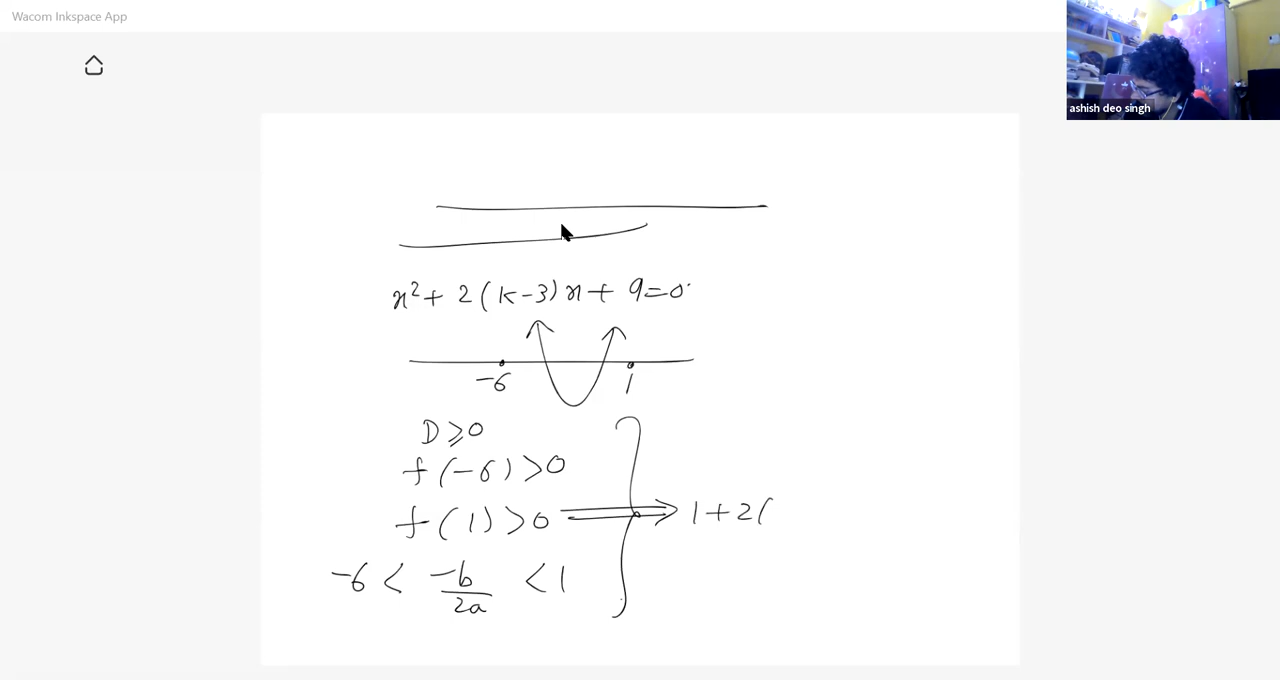 Wacom Inkspace App
ashish deo singh
x² + 2(k-3)x + 9=0
-6 1
D ≥ 0
f(-6) > 0
f(1) > 0 ⟹ 1+2(
-6 < -b/2a < 1